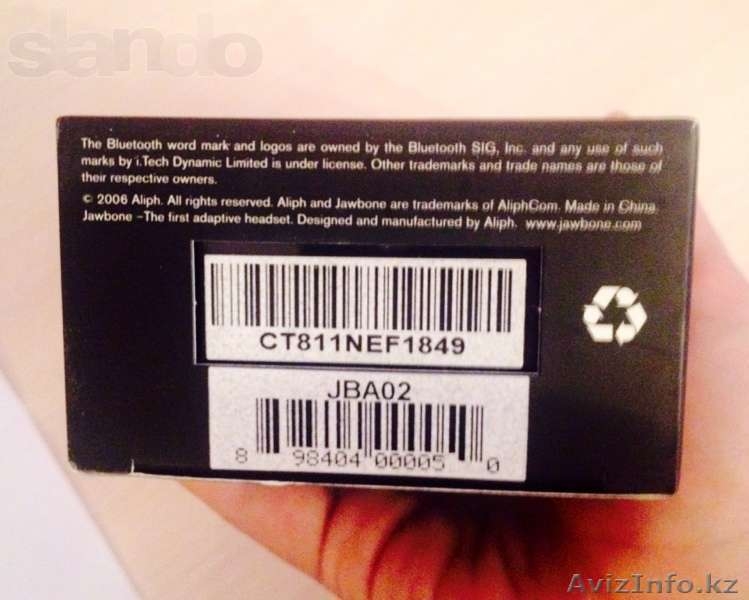 slando
The Bluetooth word mark and logos are owned by the Bluetooth SIG, Inc. and any use of such
marks by i.Tech Dynamic Limited is under license. Other trademarks and trade names are those of
their respective owners.
© 2006 Aliph. All rights reserved. Aliph and Jawbone are trademarks of AliphCom. Made in China.
Jawbone –The first adaptive headset. Designed and manufactured by Aliph. www.jawbone.com
CT811NEF1849
JBA02
8 98404 00005 0
AvizInfo.kz